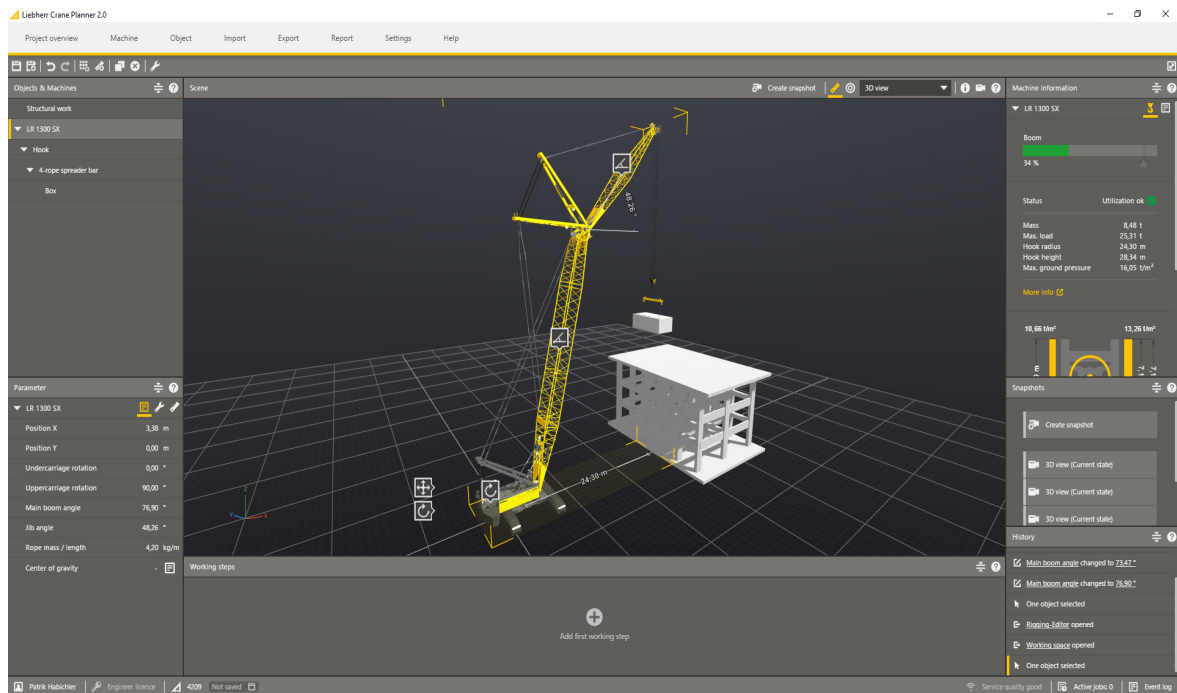 Liebherr Crane Planner 2.0
Project overview Machine Object Import Export Report Settings Help
Objects & Machines
Structural work
LR 1300 SX
Hook
4-rope spreader bar
Box
Scene
Create snapshot
3D view
48,26 °
24,30 m
Z
Y
X
Machine information
LR 1300 SX
Boom
34 %
Status Utilization ok
Mass 8,48 t
Max. load 25,31 t
Hook radius 24,30 m
Hook height 28,34 m
Max. ground pressure 16,05 t/m²
More info
10,66 t/m² 13,26 t/m²
Parameter
LR 1300 SX
Position X 3,38 m
Position Y 0,00 m
Undercarriage rotation 0,00 °
Uppercarriage rotation 90,00 °
Main boom angle 76,90 °
Jib angle 48,26 °
Rope mass / length 4,20 kg/m
Center of gravity -
Working steps
Add first working step
Snapshots
Create snapshot
3D view (Current state)
3D view (Current state)
3D view (Current state)
History
Main boom angle changed to 73,47 °
Main boom angle changed to 76,90 °
One object selected
Rigging-Editor opened
Working space opened
One object selected
Patrik Habichler Engineer licence 4209 Not saved
Service quality good Active jobs: 0 Event log